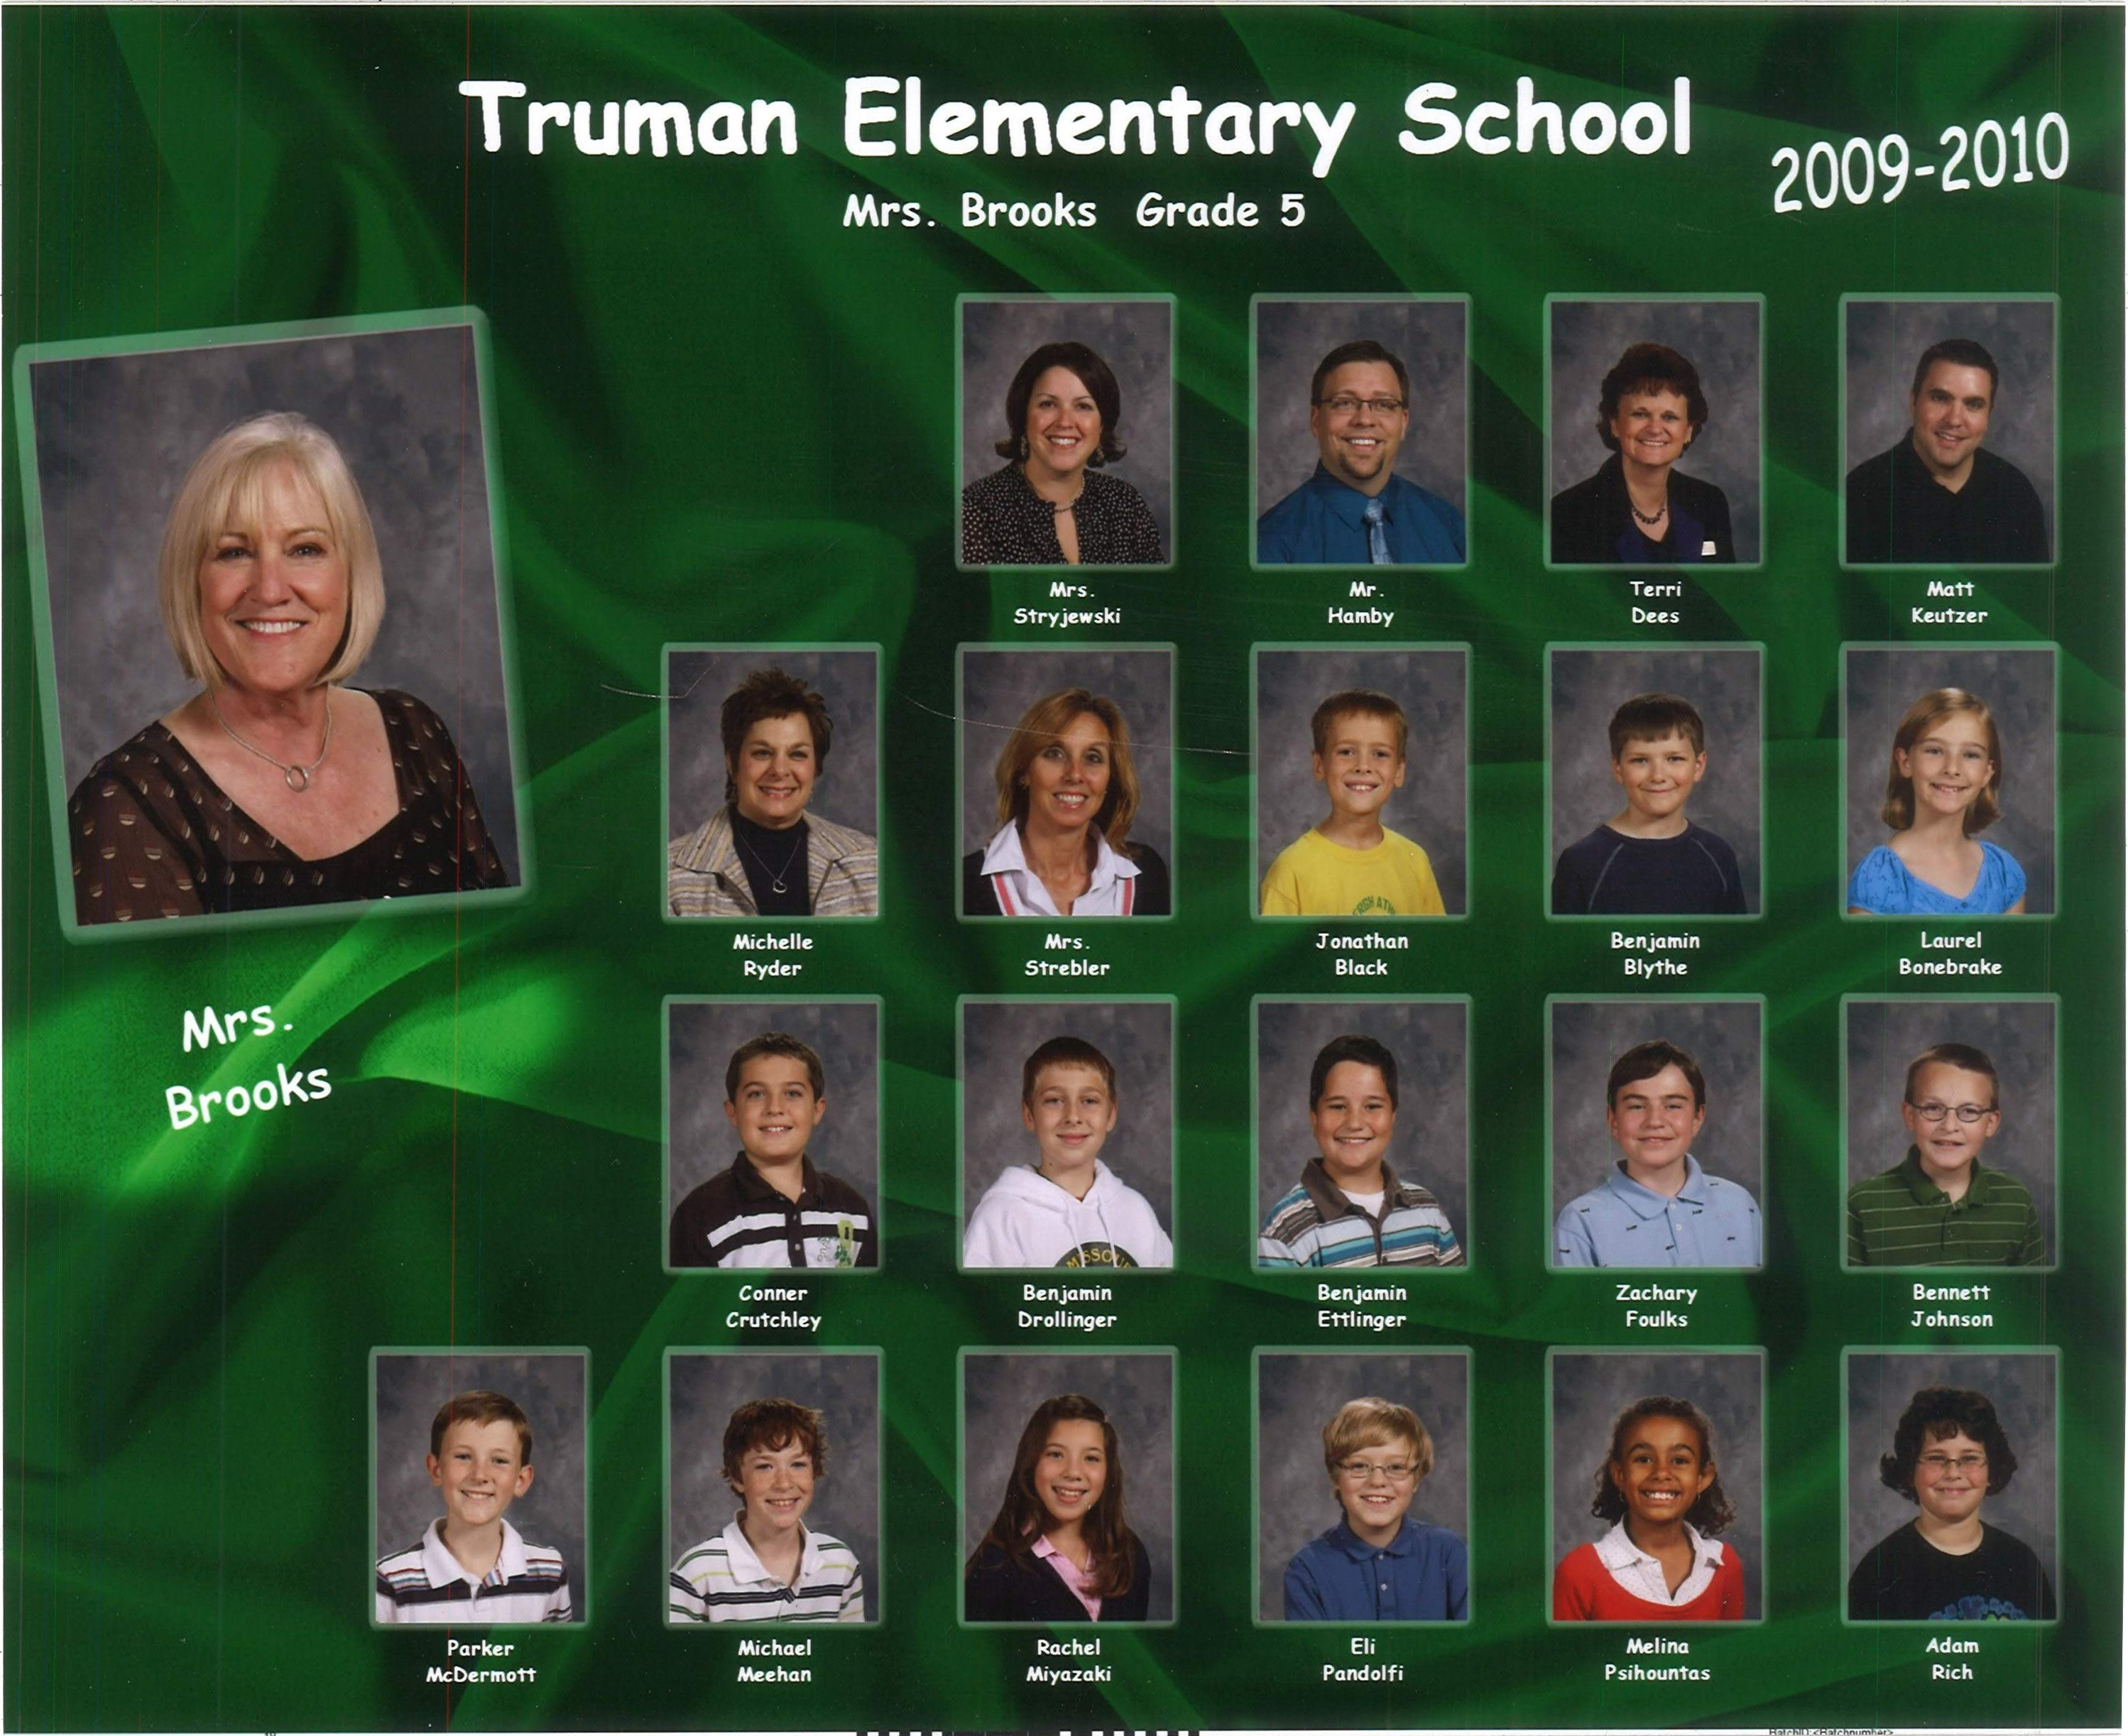 Truman Elementary School
2009-2010
Mrs. Brooks Grade 5
Mrs.
Stryjewski
Mr.
Hamby
Terri
Dees
Matt
Keutzer
Mrs.
Brooks
Michelle
Ryder
Mrs.
Strebler
Jonathan
Black
Benjamin
Blythe
Laurel
Bonebrake
Conner
Crutchley
Benjamin
Drollinger
Benjamin
Ettlinger
Zachary
Foulks
Bennett
Johnson
Parker
McDermott
Michael
Meehan
Rachel
Miyazaki
Eli
Pandolfi
Melina
Psihountas
Adam
Rich